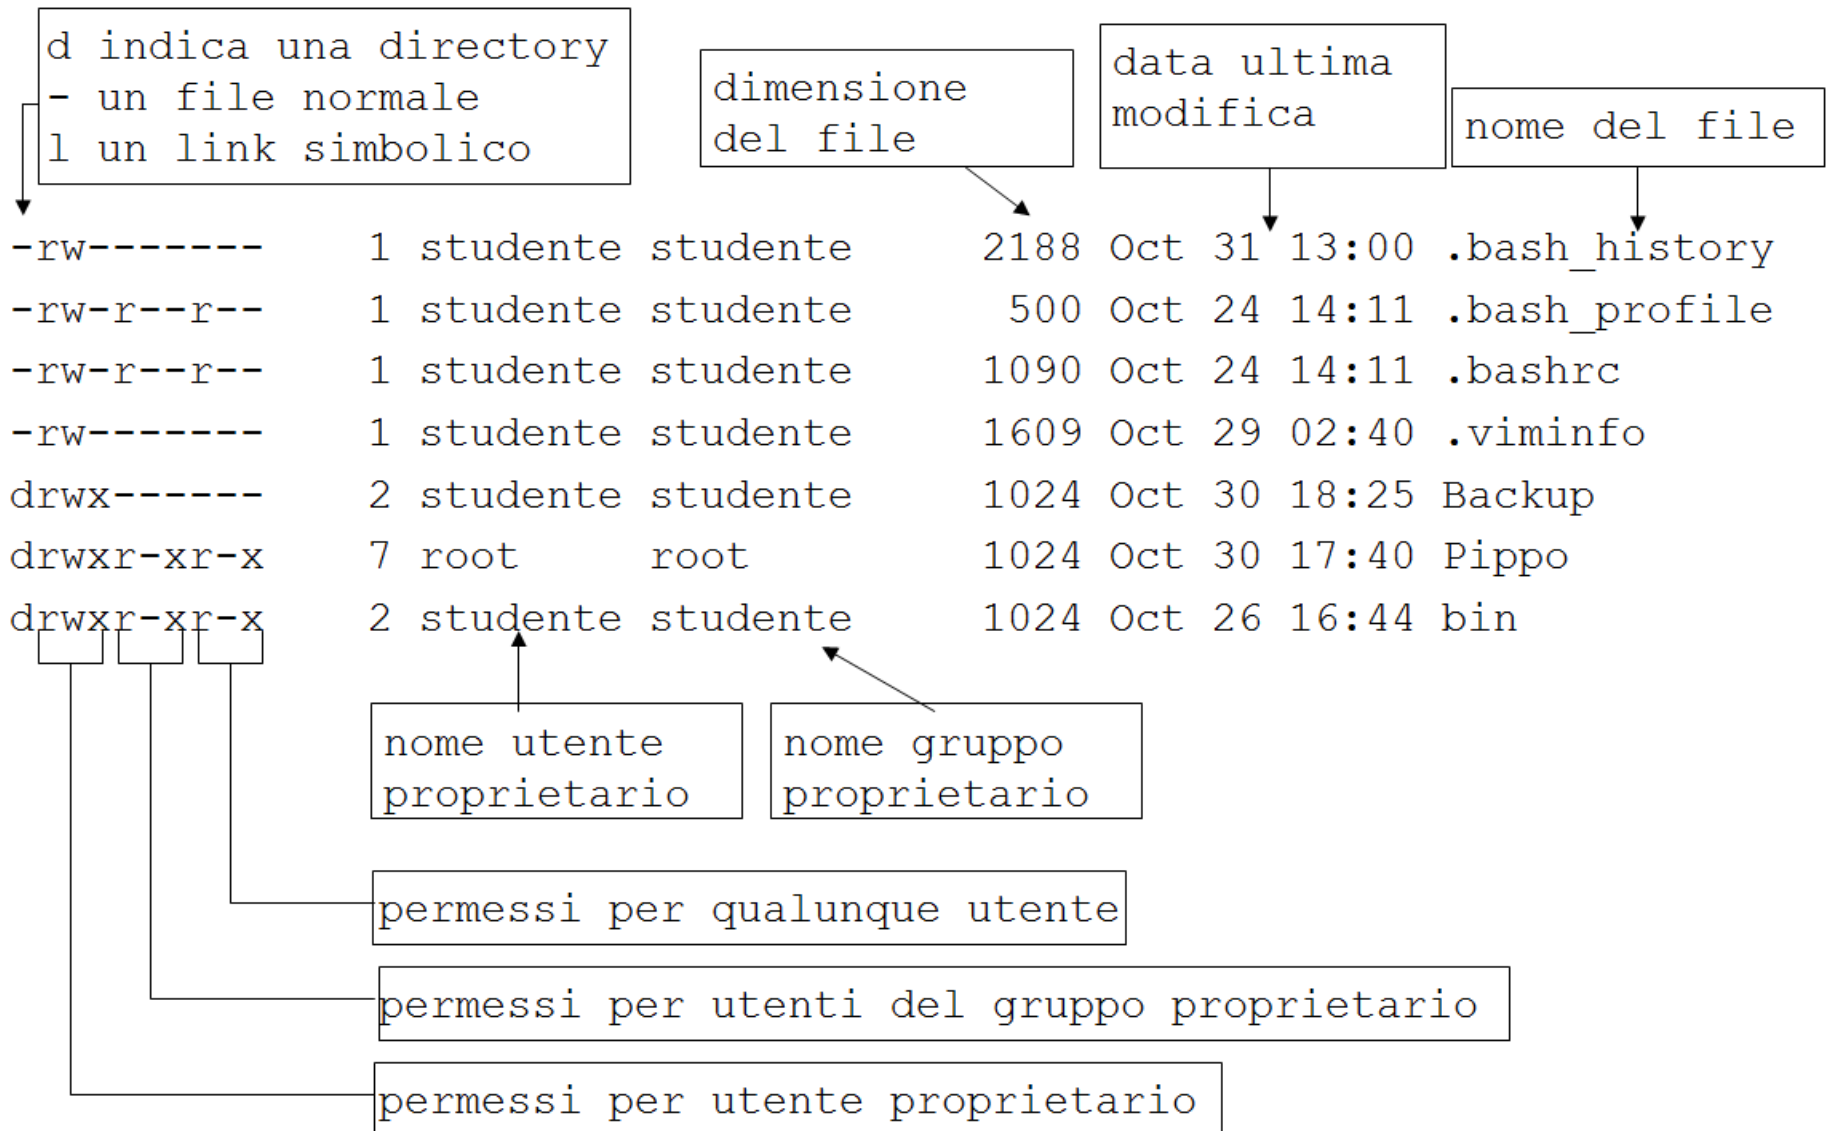 d indica una directory
- un file normale
l un link simbolico
dimensione
del file
data ultima
modifica
nome del file
-rw------- 1 studente studente 2188 Oct 31 13:00 .bash_history
-rw-r--r-- 1 studente studente 500 Oct 24 14:11 .bash_profile
-rw-r--r-- 1 studente studente 1090 Oct 24 14:11 .bashrc
-rw------- 1 studente studente 1609 Oct 29 02:40 .viminfo
drwx------ 2 studente studente 1024 Oct 30 18:25 Backup
drwxr-xr-x 7 root root 1024 Oct 30 17:40 Pippo
drwxr-xr-x 2 studente studente 1024 Oct 26 16:44 bin
nome utente
proprietario
nome gruppo
proprietario
permessi per qualunque utente
permessi per utenti del gruppo proprietario
permessi per utente proprietario